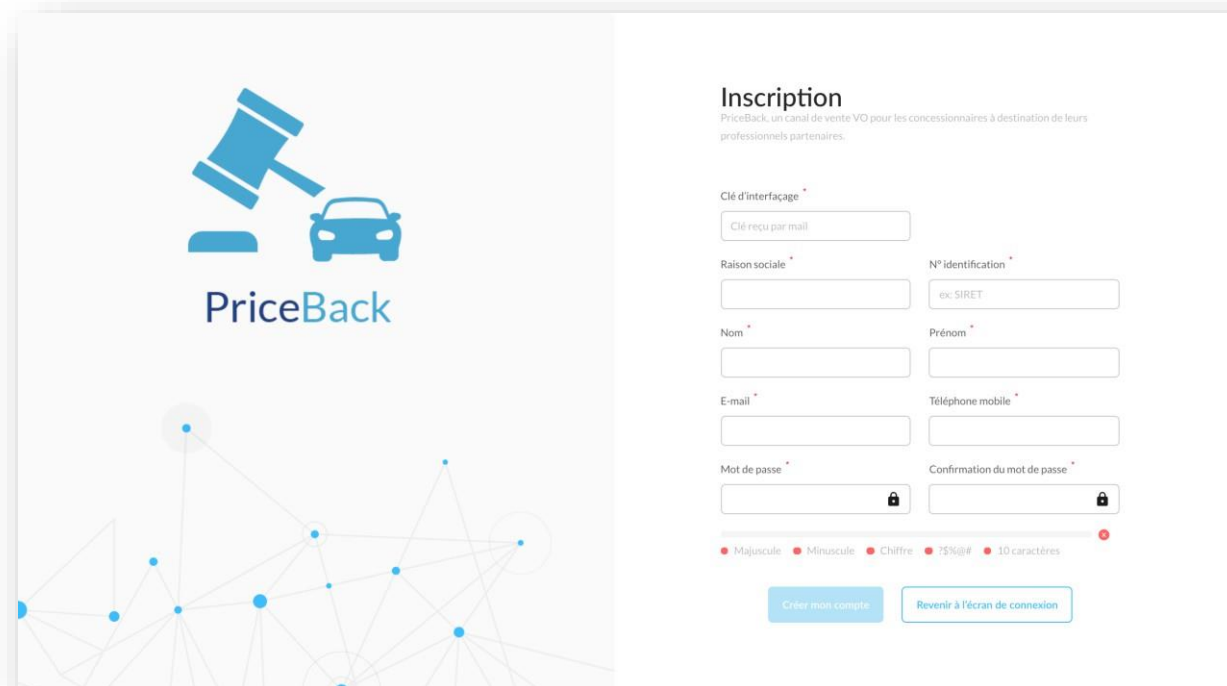 PriceBack
Inscription
PriceBack, un canal de vente VO pour les concessionnaires à destination de leurs
professionnels partenaires.
Clé d'interfaçage *
Clé reçu par mail
Raison sociale * N° identification *
ex: SIRET
Nom * Prénom *
E-mail * Téléphone mobile *
Mot de passe * Confirmation du mot de passe *
Majuscule Minuscule Chiffre ?$%@# 10 caractères
Créer mon compte Revenir à l'écran de connexion